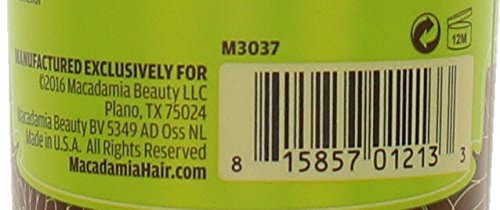 M3037
12M
MANUFACTURED EXCLUSIVELY FOR
©2016 Macadamia Beauty LLC
Plano, TX 75024
Macadamia Beauty BV 5349 AD Oss NL
Made in U.S.A. All Rights Reserved
MacadamiaHair.com
8 15857 01213 3